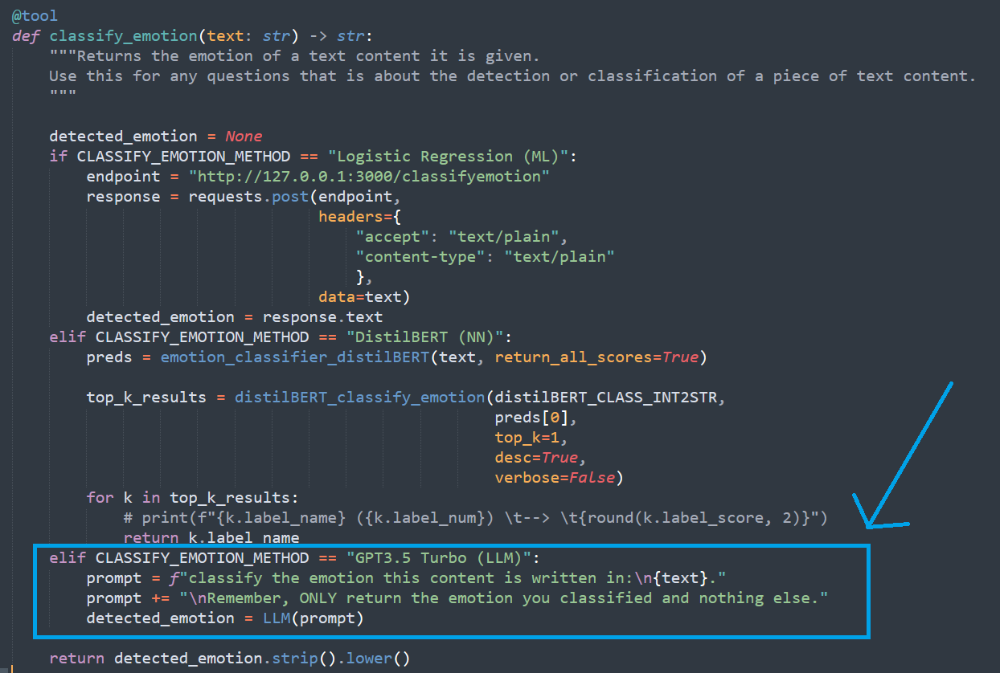 @tool
def classify_emotion(text: str) -> str:
    """Returns the emotion of a text content it is given.
    Use this for any questions that is about the detection or classification of a piece of text content.
    """

    detected_emotion = None
    if CLASSIFY_EMOTION_METHOD == "Logistic Regression (ML)":
        endpoint = "http://127.0.0.1:3000/classifyemotion"
        response = requests.post(endpoint,
                                 headers={
                                     "accept": "text/plain",
                                     "content-type": "text/plain"
                                     },
                                 data=text)
        detected_emotion = response.text
    elif CLASSIFY_EMOTION_METHOD == "DistilBERT (NN)":
        preds = emotion_classifier_distilBERT(text, return_all_scores=True)

        top_k_results = distilBERT_classify_emotion(distilBERT_CLASS_INT2STR,
                                                    preds[0],
                                                    top_k=1,
                                                    desc=True,
                                                    verbose=False)
        for k in top_k_results:
            # print(f"{k.label_name} ({k.label_num}) \t--> \t{round(k.label_score, 2)}")
            return k.label_name
    elif CLASSIFY_EMOTION_METHOD == "GPT3.5 Turbo (LLM)":
        prompt = f"classify the emotion this content is written in:\n{text}."
        prompt += "\nRemember, ONLY return the emotion you classified and nothing else."
        detected_emotion = LLM(prompt)

    return detected_emotion.strip().lower()